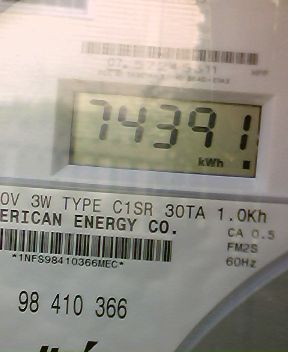 74391
kWh
0V 3W TYPE C1SR 30TA 1.0Kh
ERICAN ENERGY CO.
CA 0.5
FM2S
*1NFS98410366MEC*
60Hz
98 410 366